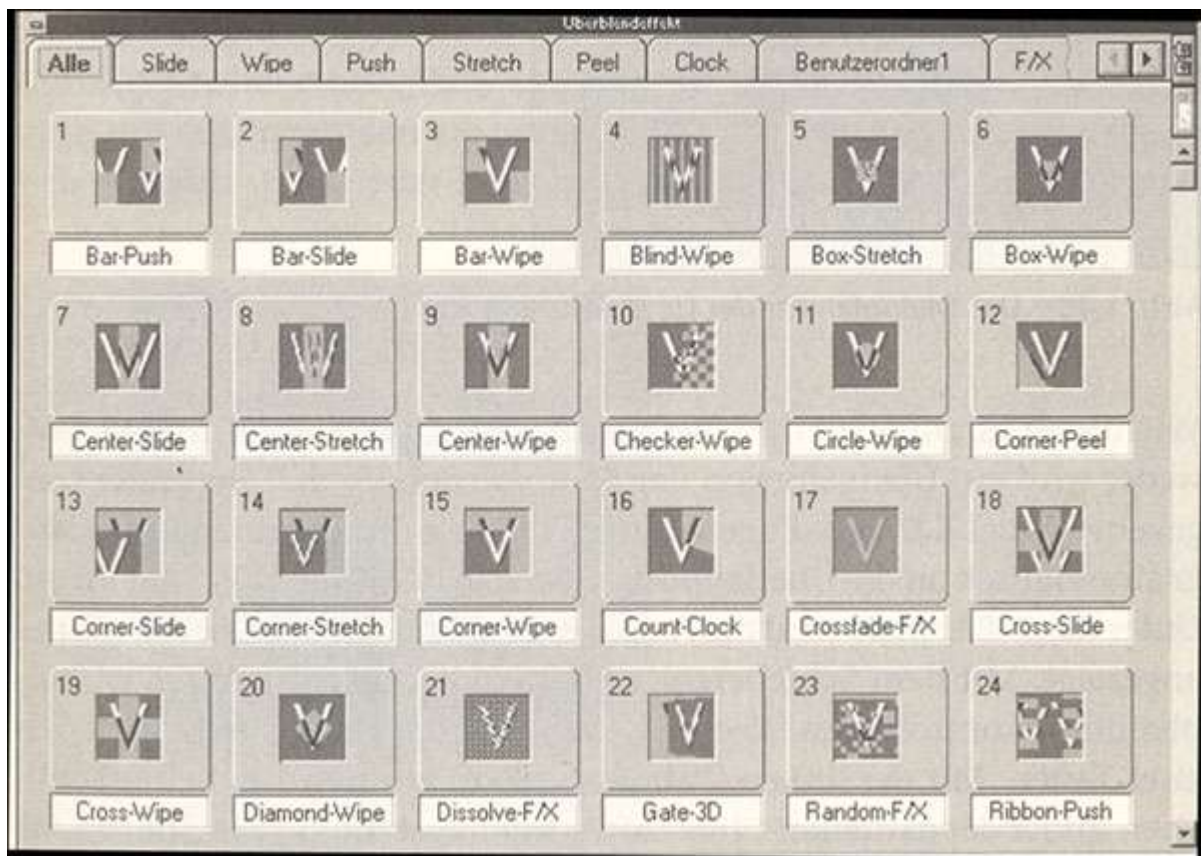 Überblendeffekt
Alle Slide Wipe Push Stretch Peel Clock Benutzerordner1 F/X
1 2 3 4 5 6
Bar-Push Bar-Slide Bar-Wipe Blind-Wipe Box-Stretch Box-Wipe
7 8 9 10 11 12
Center-Slide Center-Stretch Center-Wipe Checker-Wipe Circle-Wipe Corner-Peel
13 14 15 16 17 18
Corner-Slide Corner-Stretch Corner-Wipe Count-Clock Crossfade-F/X Cross-Slide
19 20 21 22 23 24
Cross-Wipe Diamond-Wipe Dissolve-F/X Gate-3D Random-F/X Ribbon-Push